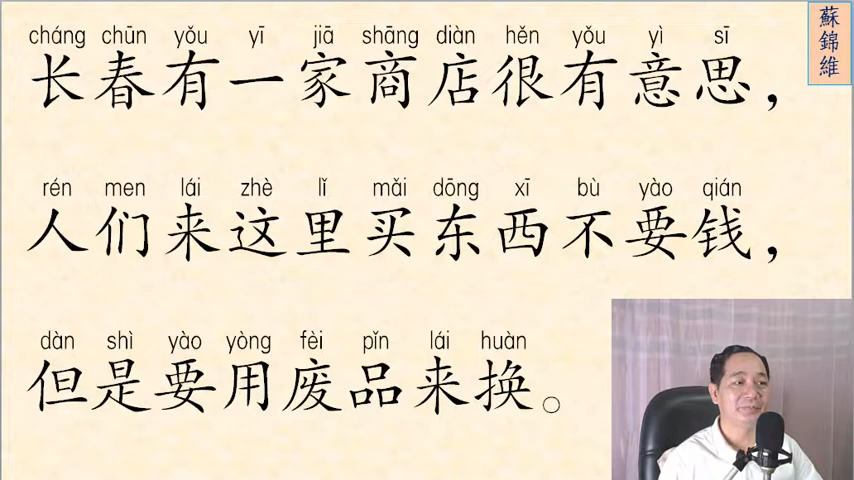 cháng chūn yǒu yī jiā shāng diàn hěn yǒu yì sī
长春有一家商店很有意思，
rén men lái zhè lǐ mǎi dōng xī bù yào qián
人们来这里买东西不要钱，
dàn shì yào yòng fèi pǐn lái huàn
但是要用废品来换。
蘇錦維